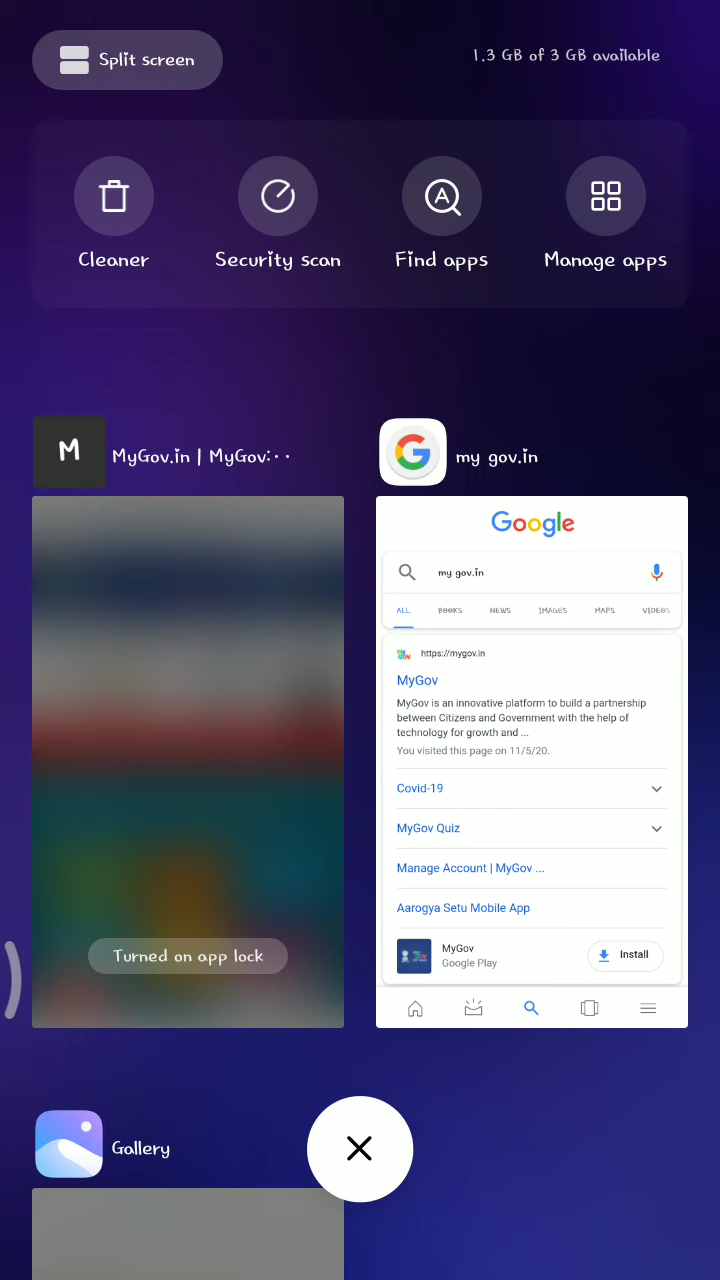 Split screen
1.3 GB of 3 GB available
Cleaner
Security scan
Find apps
Manage apps
M
MyGov.in | MyGov:··
G
my gov.in
Google
my gov.in
ALL BOOKS NEWS IMAGES MAPS VIDEOS
https://mygov.in
MyGov
MyGov is an innovative platform to build a partnership
between Citizens and Government with the help of
technology for growth and ...
You visited this page on 11/5/20.
Covid-19
MyGov Quiz
Manage Account | MyGov ...
Aarogya Setu Mobile App
MyGov
Google Play
Install
Turned on app lock
Gallery